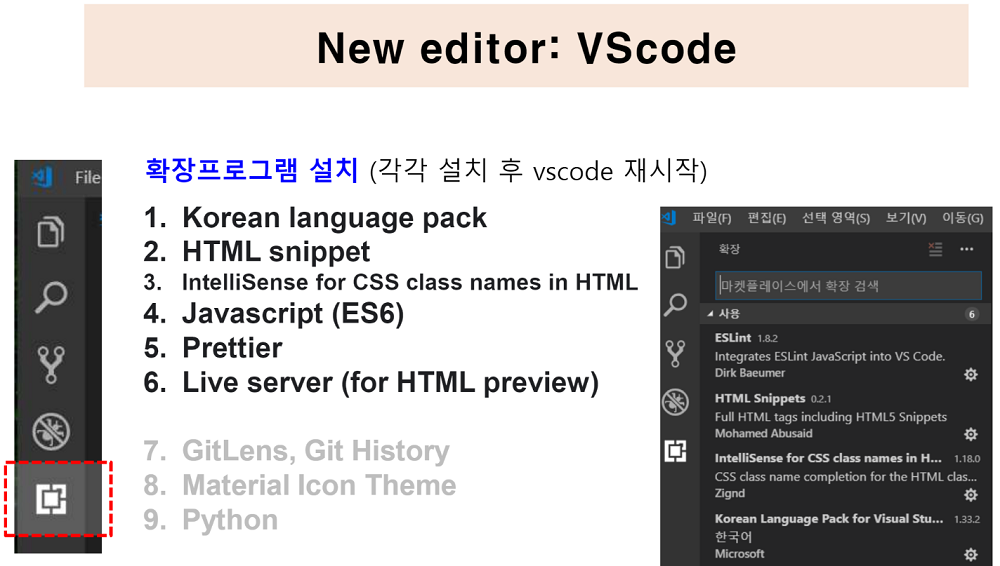 New editor: VScode
확장프로그램 설치 (각각 설치 후 vscode 재시작)
File
1. Korean language pack
2. HTML snippet
3. IntelliSense for CSS class names in HTML
4. Javascript (ES6)
5. Prettier
6. Live server (for HTML preview)
7. GitLens, Git History
8. Material Icon Theme
9. Python
파일(F) 편집(E) 선택 영역(S) 보기(V) 이동(G)
확장
마켓플레이스에서 확장 검색
사용 6
ESLint 1.8.2
Integrates ESLint JavaScript into VS Code.
Dirk Baeumer
HTML Snippets 0.2.1
Full HTML tags including HTML5 Snippets
Mohamed Abusaid
IntelliSense for CSS class names in H... 1.18.0
CSS class name completion for the HTML clas...
Zignd
Korean Language Pack for Visual Stu... 1.33.2
한국어
Microsoft